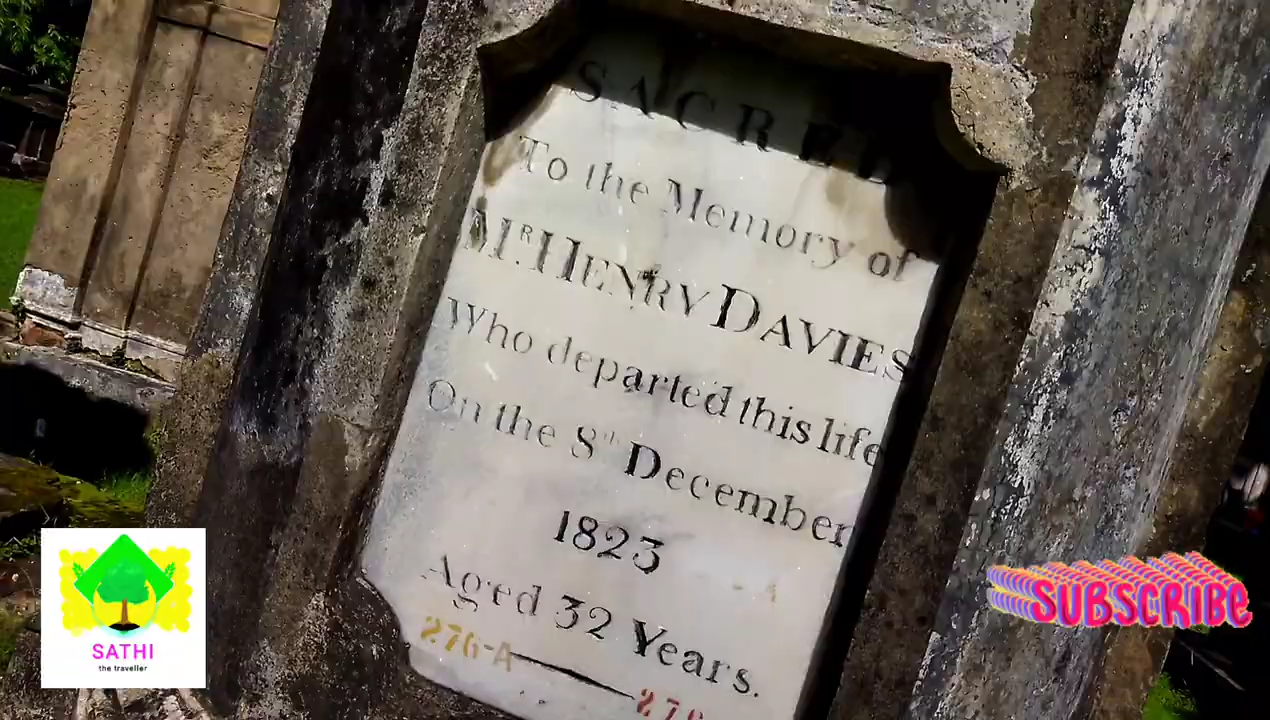 SACRED
To the Memory of
Mr. HENRY DAVIES
Who departed this life
On the 8th December
1823
Aged 32 Years.
276-A
SATHI
the traveller
SUBSCRIBE